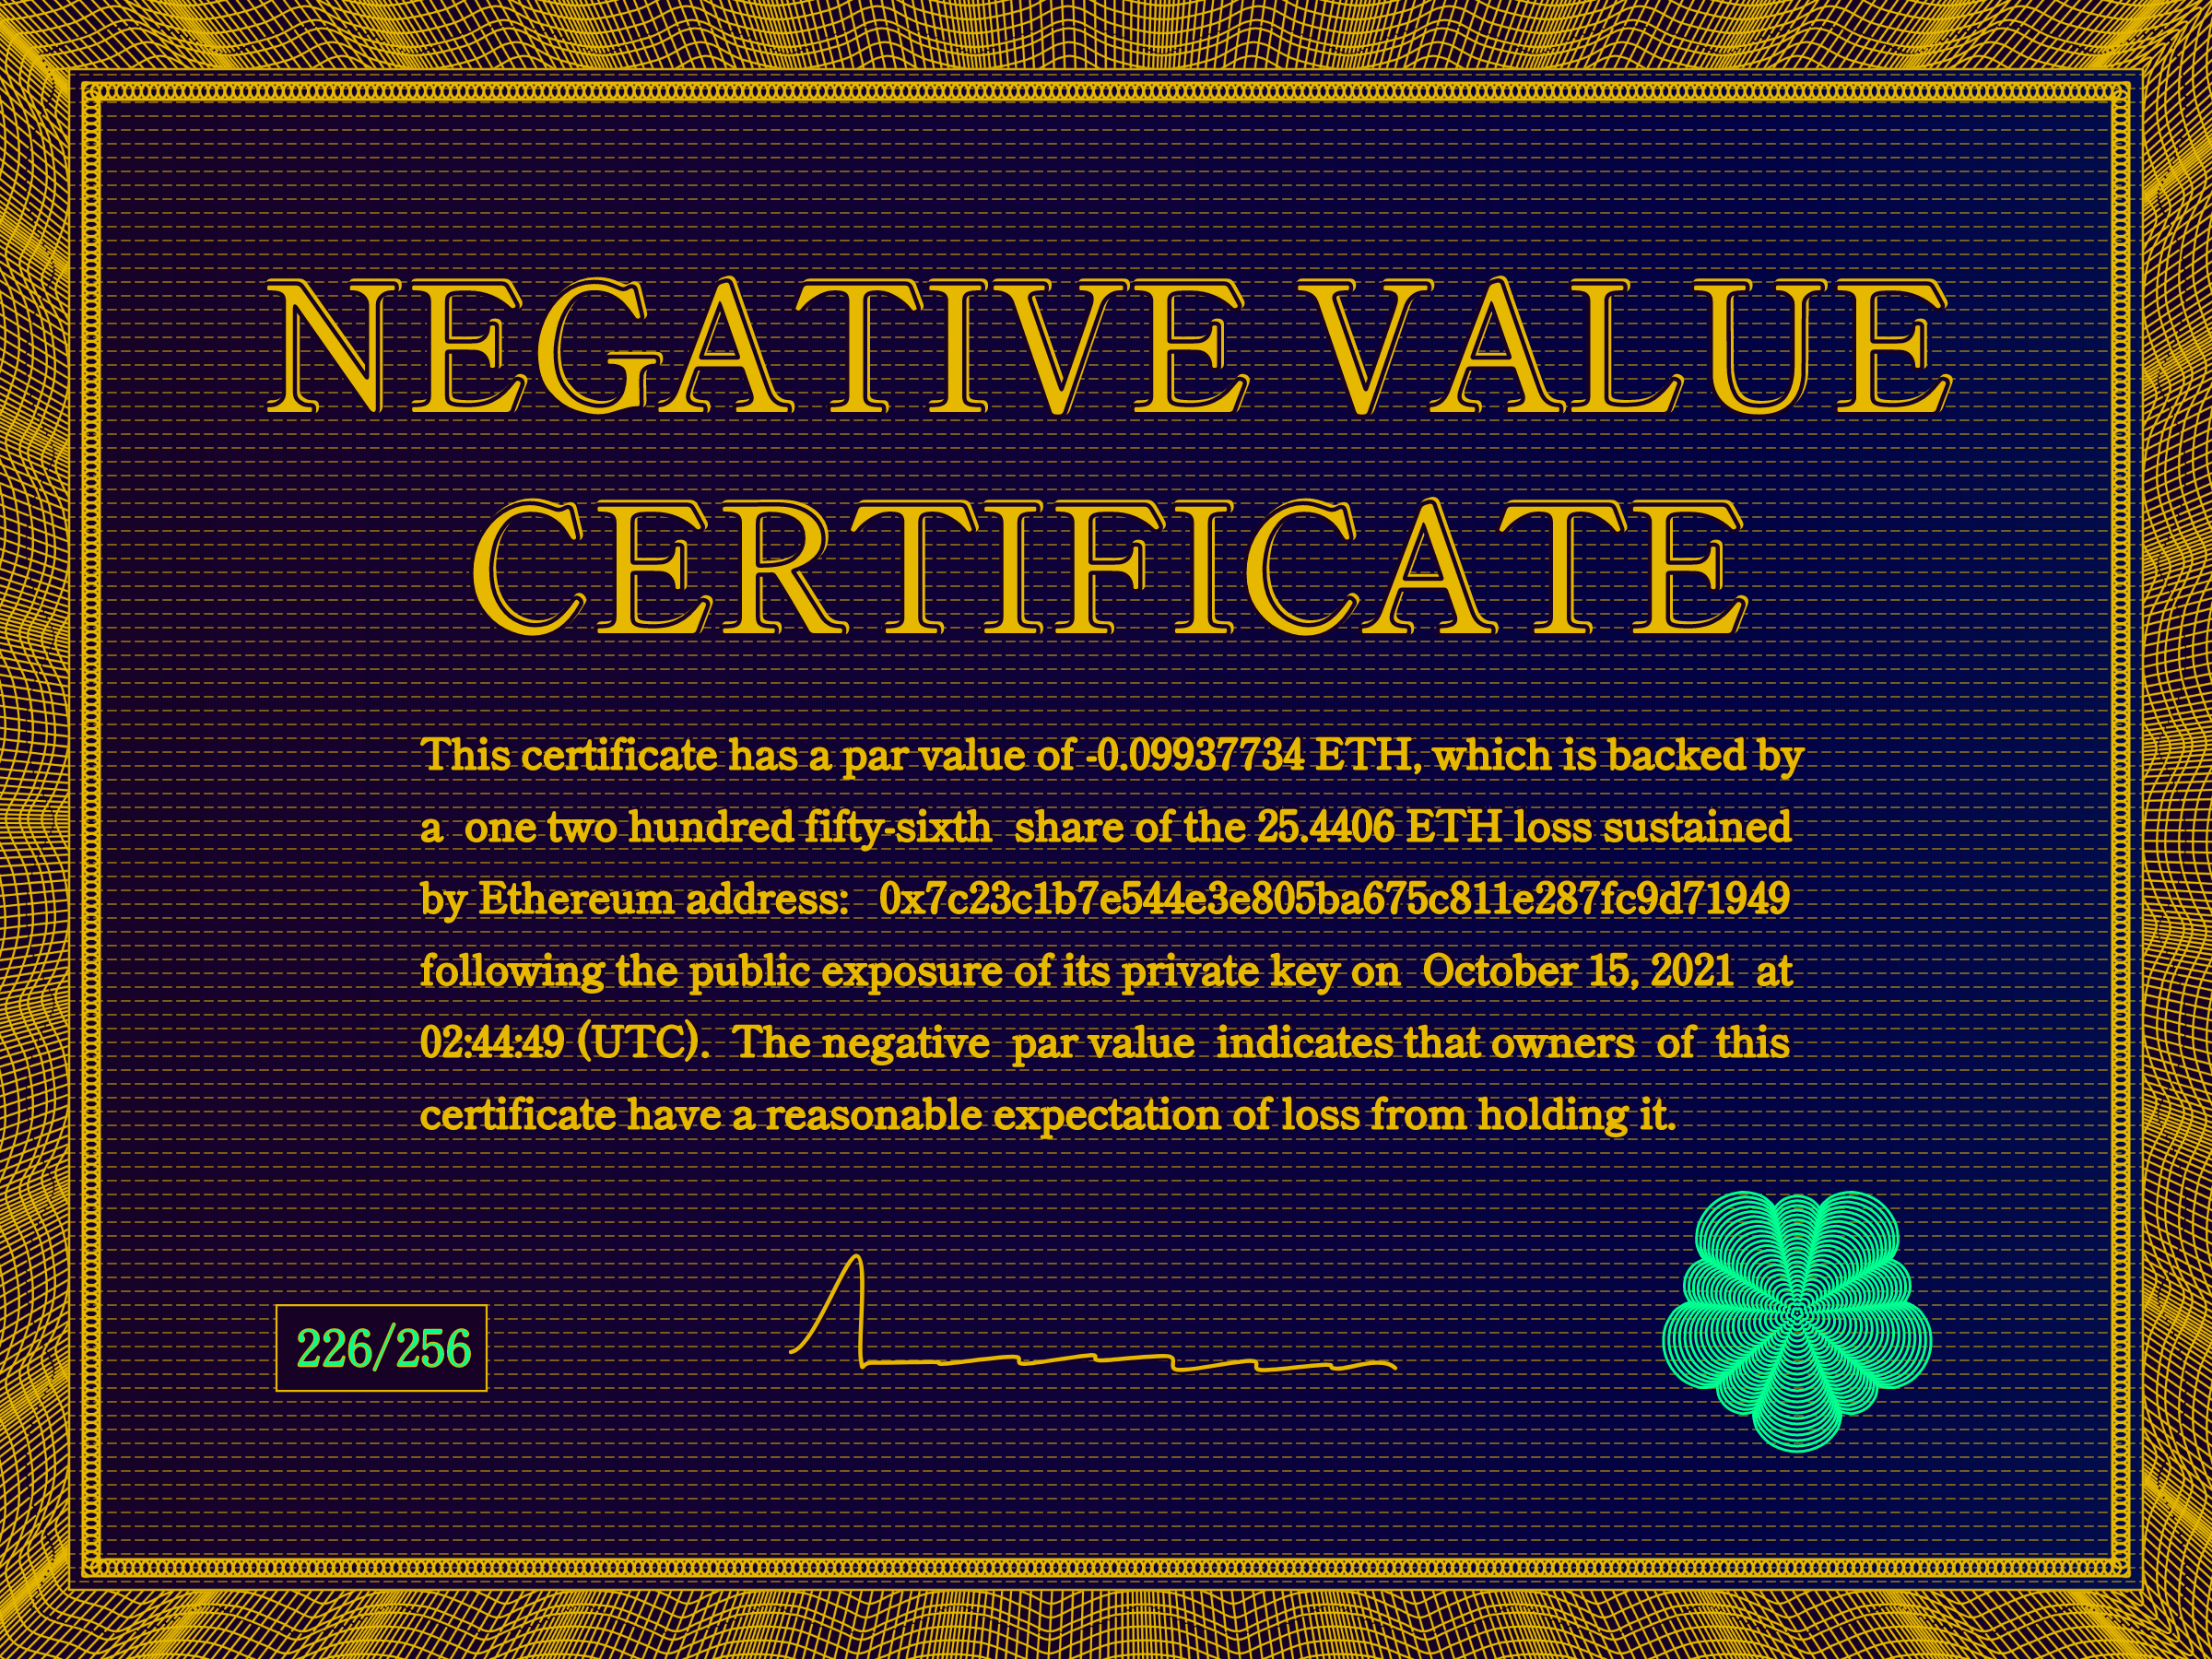 NEGATIVE VALUE
CERTIFICATE
This certificate has a par value of -0.09937734 ETH, which is backed by
a one two hundred fifty-sixth share of the 25.4406 ETH loss sustained
by Ethereum address: 0x7c23c1b7e544e3e805ba675c811e287fc9d71949
following the public exposure of its private key on October 15, 2021 at
02:44:49 (UTC). The negative par value indicates that owners of this
certificate have a reasonable expectation of loss from holding it.
226/256